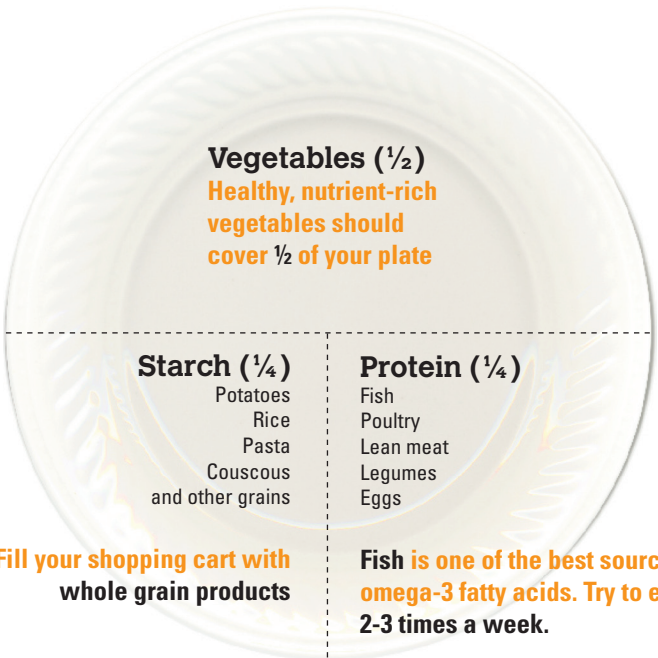 Vegetables (½)
Healthy, nutrient-rich
vegetables should
cover ½ of your plate
Starch (¼)
Potatoes
Rice
Pasta
Couscous
and other grains
Fill your shopping cart with
whole grain products
Protein (¼)
Fish
Poultry
Lean meat
Legumes
Eggs
Fish is one of the best
omega-3 fatty acids. Try to
2-3 times a week.